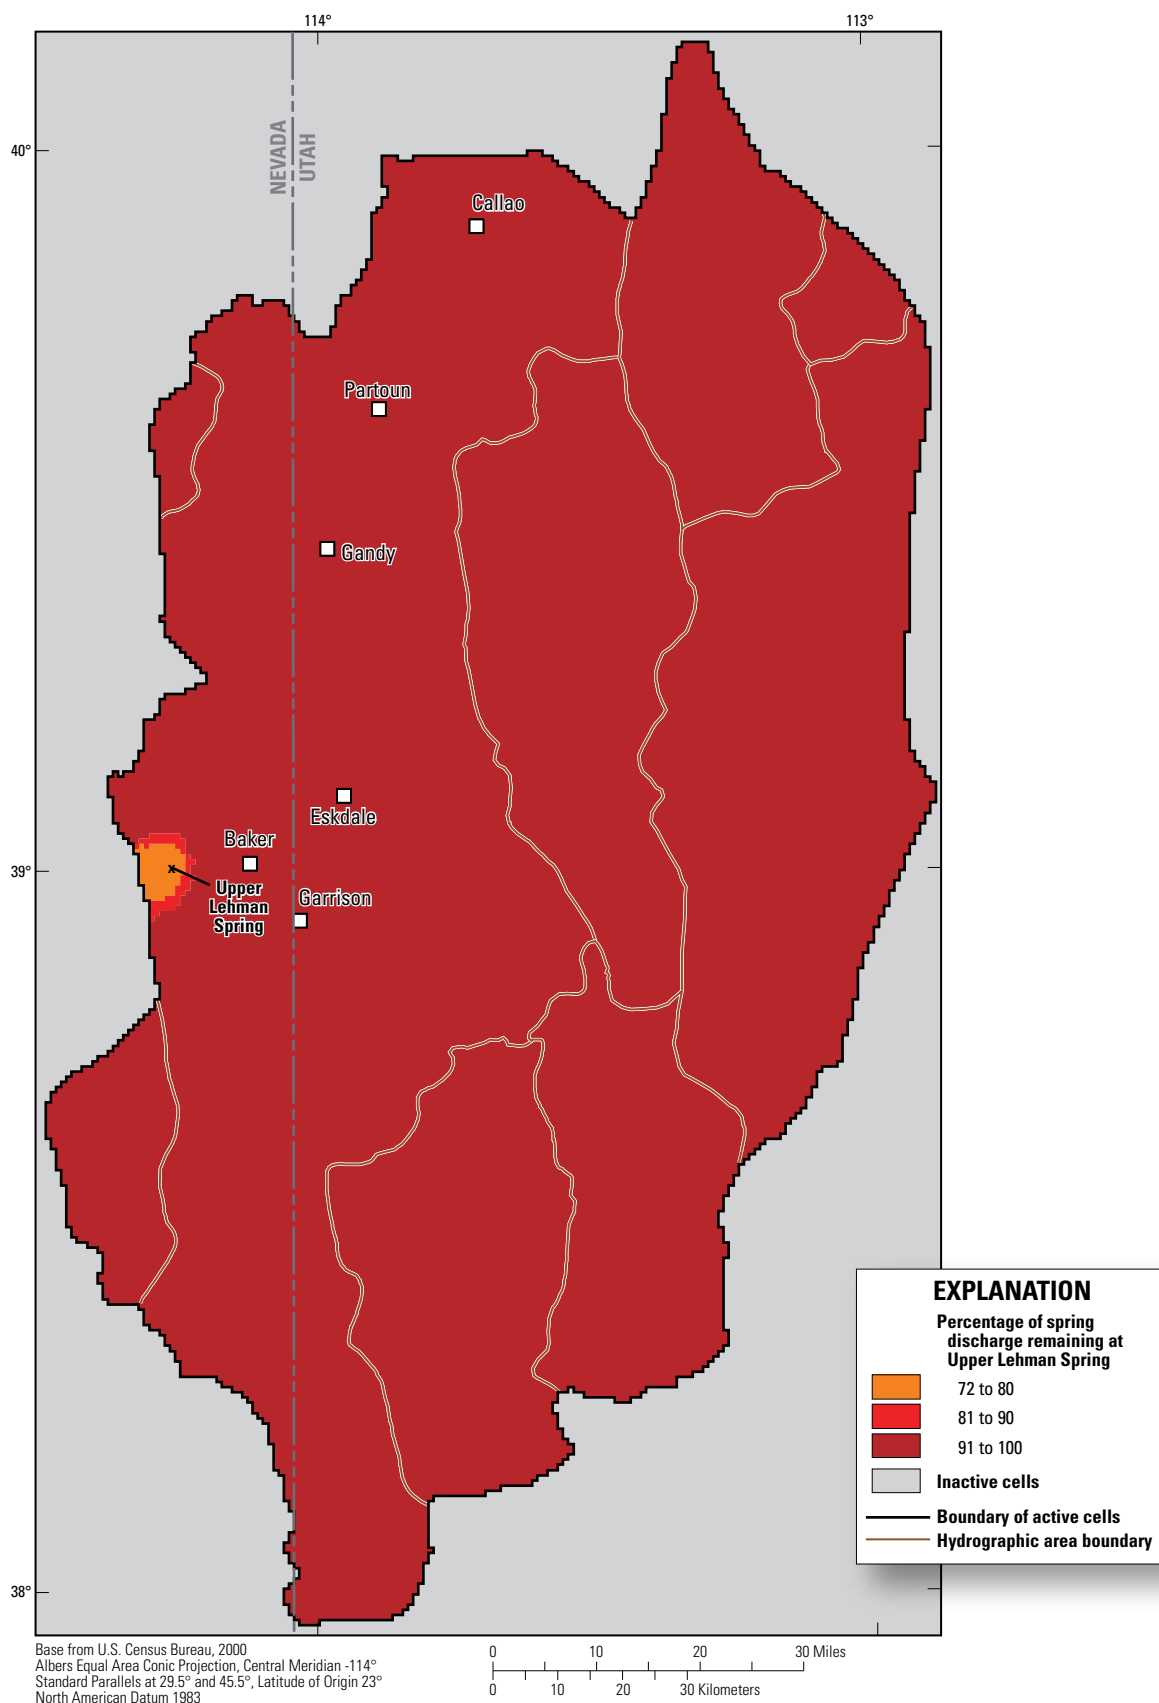 114°
113°
40°
NEVADA
UTAH
Callao
Partoun
Gandy
Eskdale
Baker
39°
Upper
Lehman
Spring
Garrison
EXPLANATION
Percentage of spring
discharge remaining at
Upper Lehman Spring
72 to 80
81 to 90
91 to 100
Inactive cells
Boundary of active cells
Hydrographic area boundary
38°
Base from U.S. Census Bureau, 2000
Albers Equal Area Conic Projection, Central Meridian -114°
Standard Parallels at 29.5° and 45.5°, Latitude of Origin 23°
North American Datum 1983
0 10 20 30 Miles
0 10 20 30 Kilometers